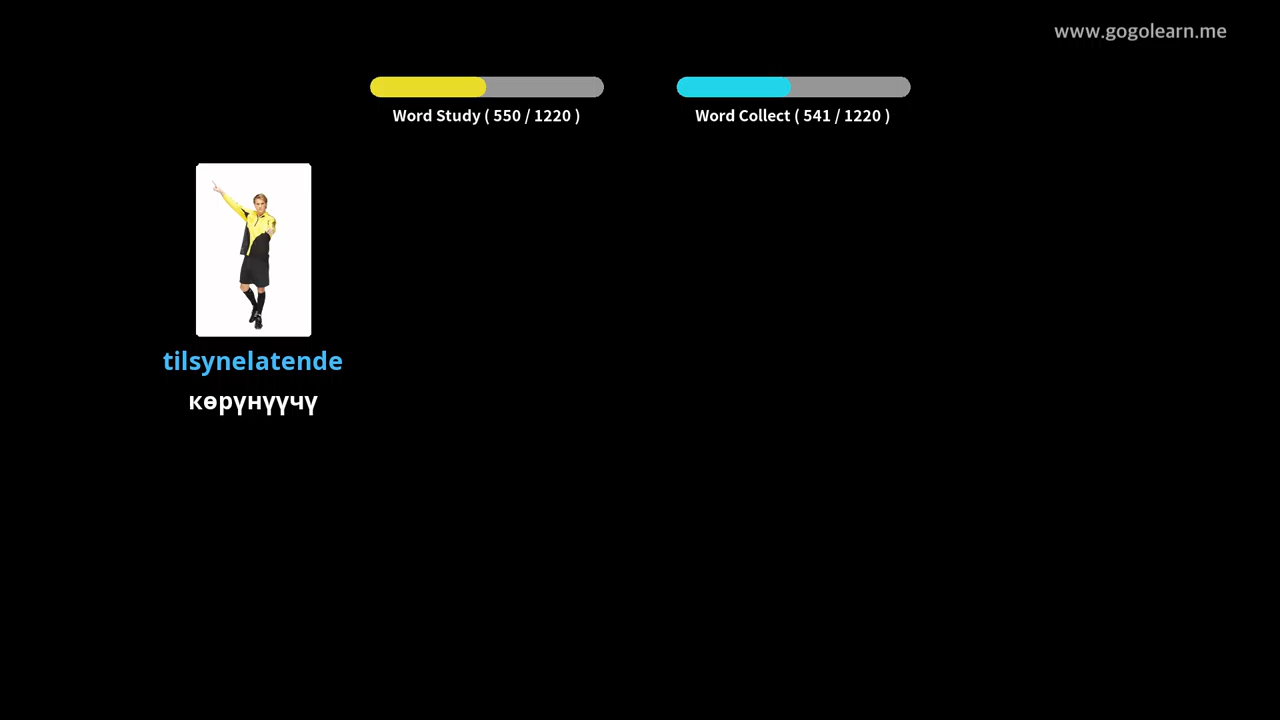 www.gogolearn.me
Word Study ( 550 / 1220 )
Word Collect ( 541 / 1220 )
tilsynelatende
көрүнүүчү